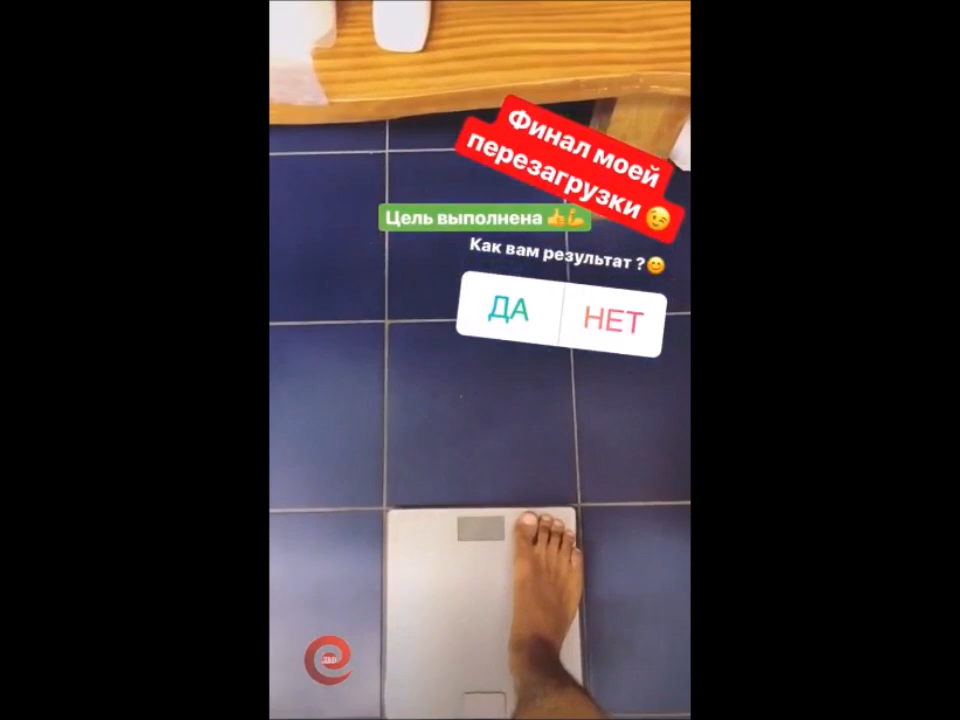 Финал моей
перезагрузки 😉
Цель выполнена 👍💪
Как вам результат ? 😊
ДА НЕТ